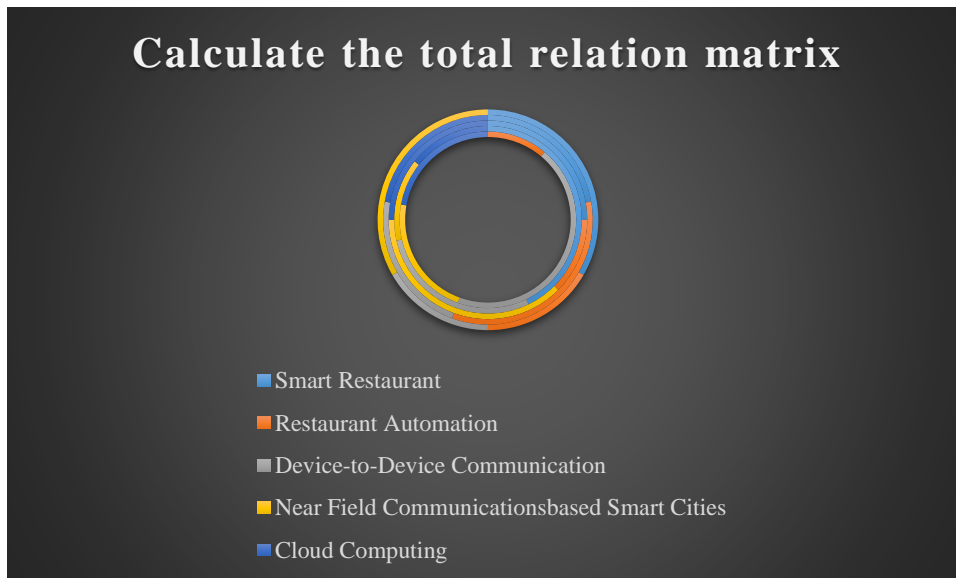 Calculate the total relation matrix
Smart Restaurant
Restaurant Automation
Device-to-Device Communication
Near Field Communicationsbased Smart Cities
Cloud Computing